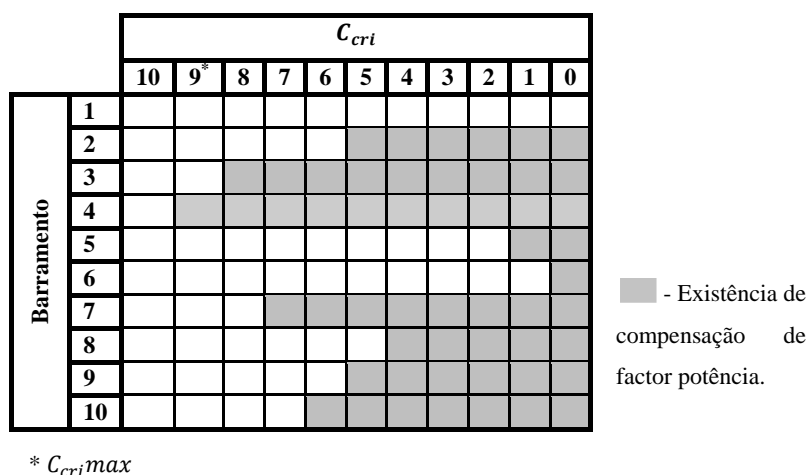 C_cri
10 9* 8 7 6 5 4 3 2 1 0
Barramento
1
2
3
4
5
6
7
8
9
10
- Existência de
compensação de
factor potência.
* C_cri max